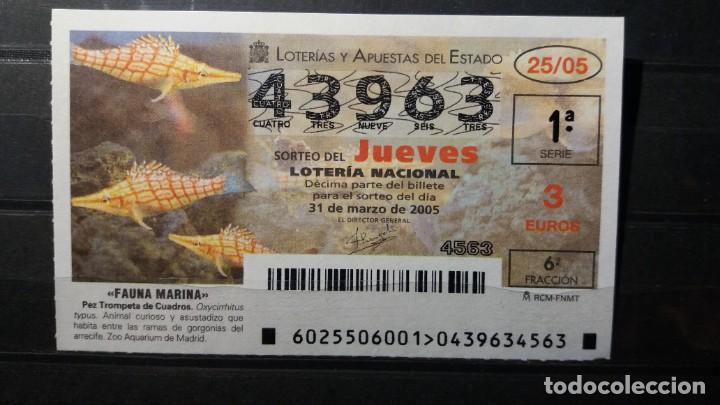 LOTERÍAS Y APUESTAS DEL ESTADO
25/05
43963
CUATRO
CUATRO TRES NUEVE SEIS TRES
1ª
SERIE
SORTEO DEL Jueves
LOTERÍA NACIONAL
Décima parte del billete
para el sorteo del día
31 de marzo de 2005
EL DIRECTOR GENERAL
3
EUROS
4563
6ª
FRACCIÓN
RCM-FNMT
«FAUNA MARINA»
Pez Trompeta de Cuadros. Oxycirrhitus
typus. Animal curioso y asustadizo que
habita entre las ramas de gorgonias del
arrecife. Zoo Aquarium de Madrid.
6025506001>0439634563
todocoleccion
todocoleccion.net